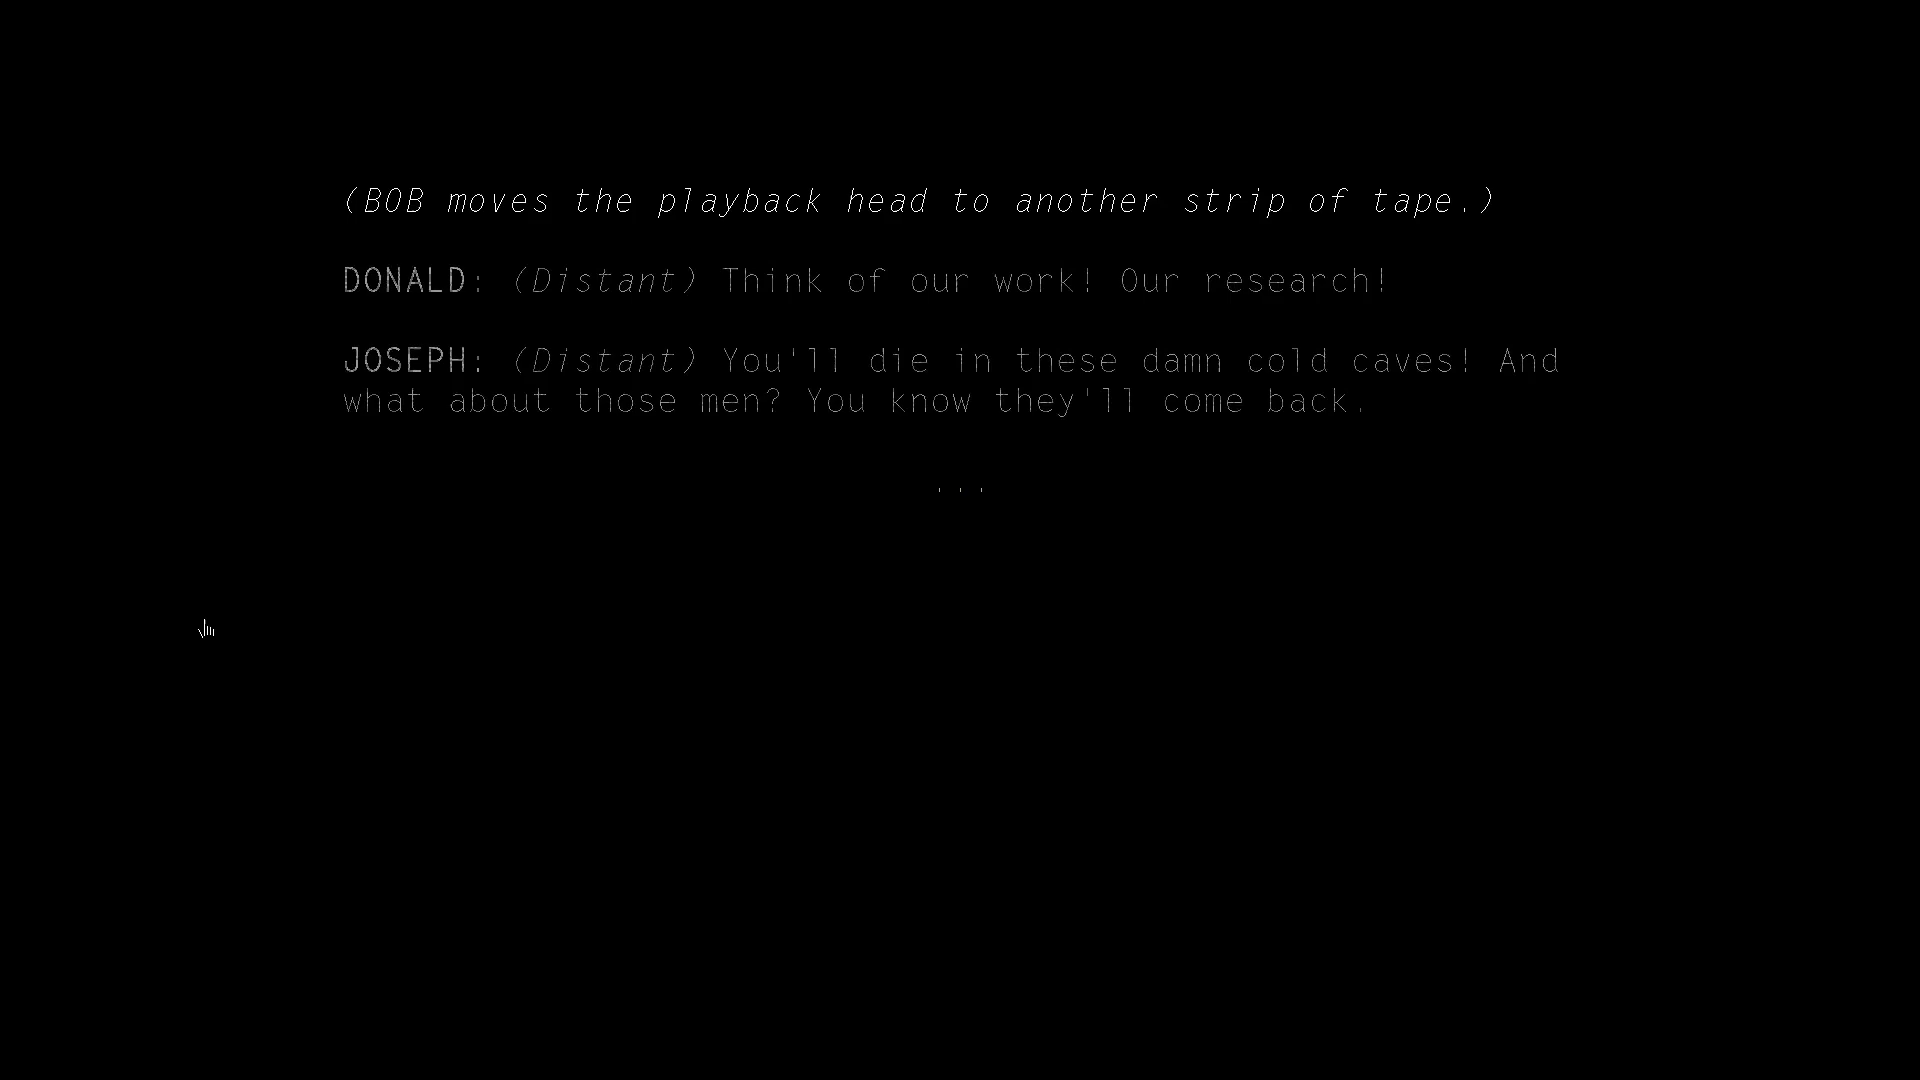 (BOB moves the playback head to another strip of tape.)
DONALD: (Distant) Think of our work! Our research!
JOSEPH: (Distant) You'll die in these damn cold caves! And
what about those men? You know they'll come back.
...